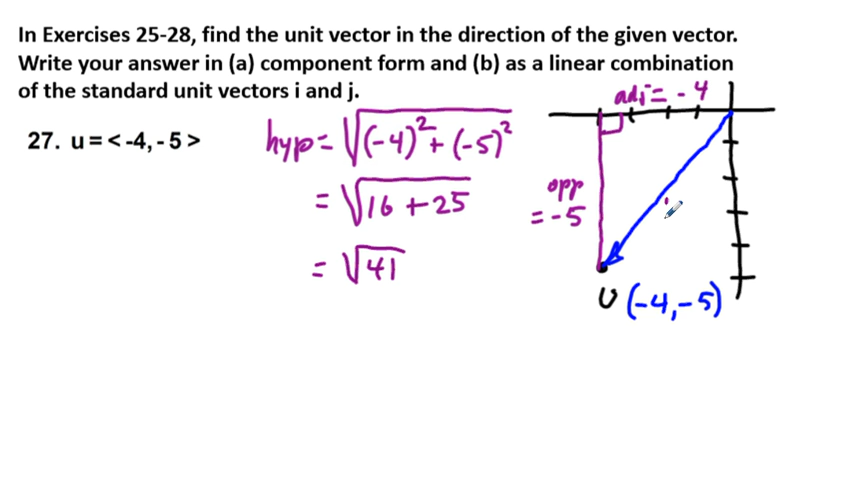 In Exercises 25-28, find the unit vector in the direction of the given vector.
Write your answer in (a) component form and (b) as a linear combination
of the standard unit vectors i and j.
27. u = < -4, - 5 >
hyp = √(-4)² + (-5)²
= √16 + 25
= √41
adj = - 4
opp
= -5
U (-4, -5)